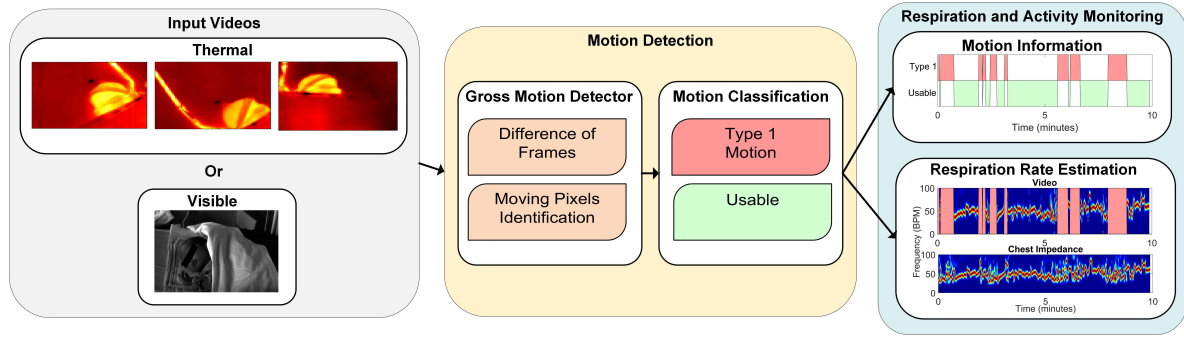 Input Videos
Thermal
Or
Visible
Motion Detection
Gross Motion Detector
Difference of
Frames
Moving Pixels
Identification
Motion Classification
Type 1
Motion
Usable
Respiration and Activity Monitoring
Motion Information
Type 1
Usable
0 5 10
Time (minutes)
Respiration Rate Estimation
Video
100
50
0
0 5 10
Frequency (BPM)
Chest Impedance
100
50
0
0 5 10
Time (minutes)